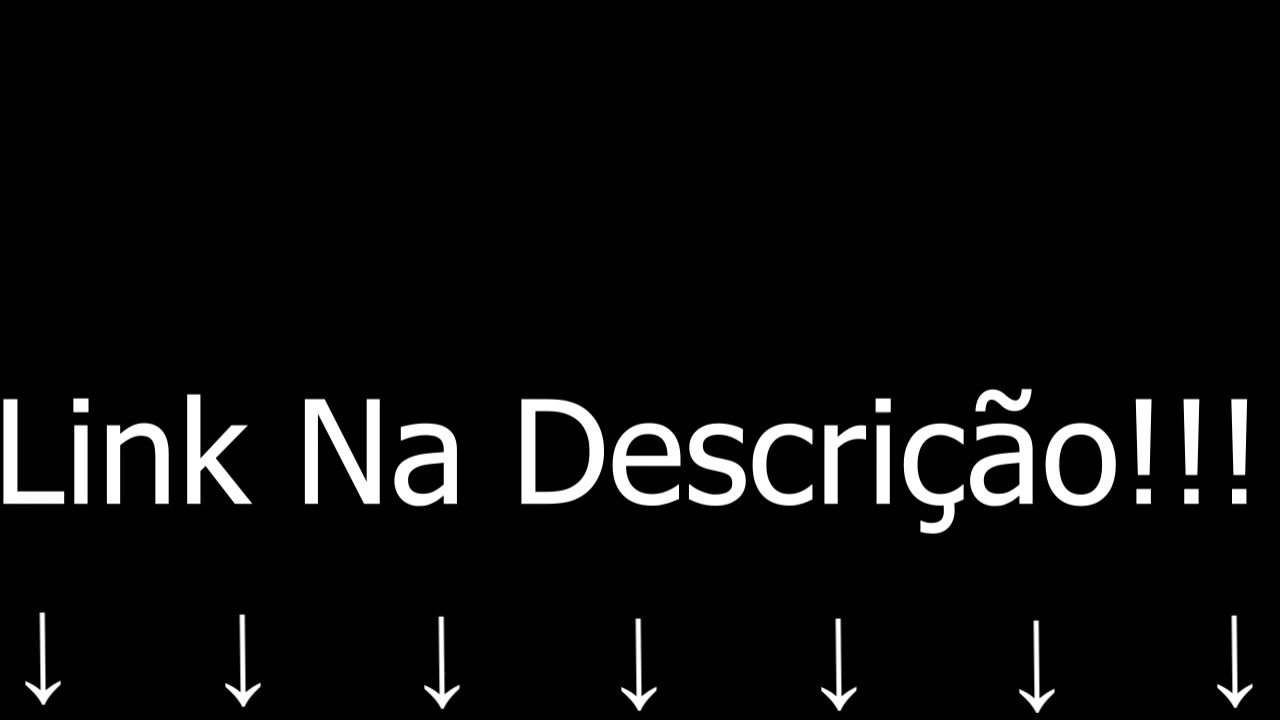 Link Na Descrição!!!
↓ ↓ ↓ ↓ ↓ ↓ ↓